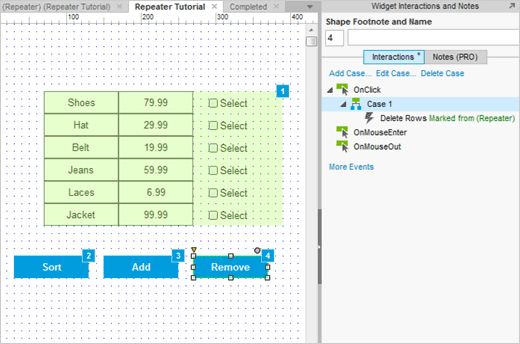 (Repeater) (Repeater Tutorial) Repeater Tutorial Completed
Widget Interactions and Notes
100 200 300 400
Shape Footnote and Name
4
Interactions * Notes (PRO)
Add Case... Edit Case... Delete Case
OnClick
Case 1
Delete Rows Marked from (Repeater)
OnMouseEnter
OnMouseOut
More Events
1
Shoes 79.99 Select
Hat 29.99 Select
Belt 19.99 Select
Jeans 59.99 Select
Laces 6.99 Select
Jacket 99.99 Select
2 3 4
Sort Add Remove